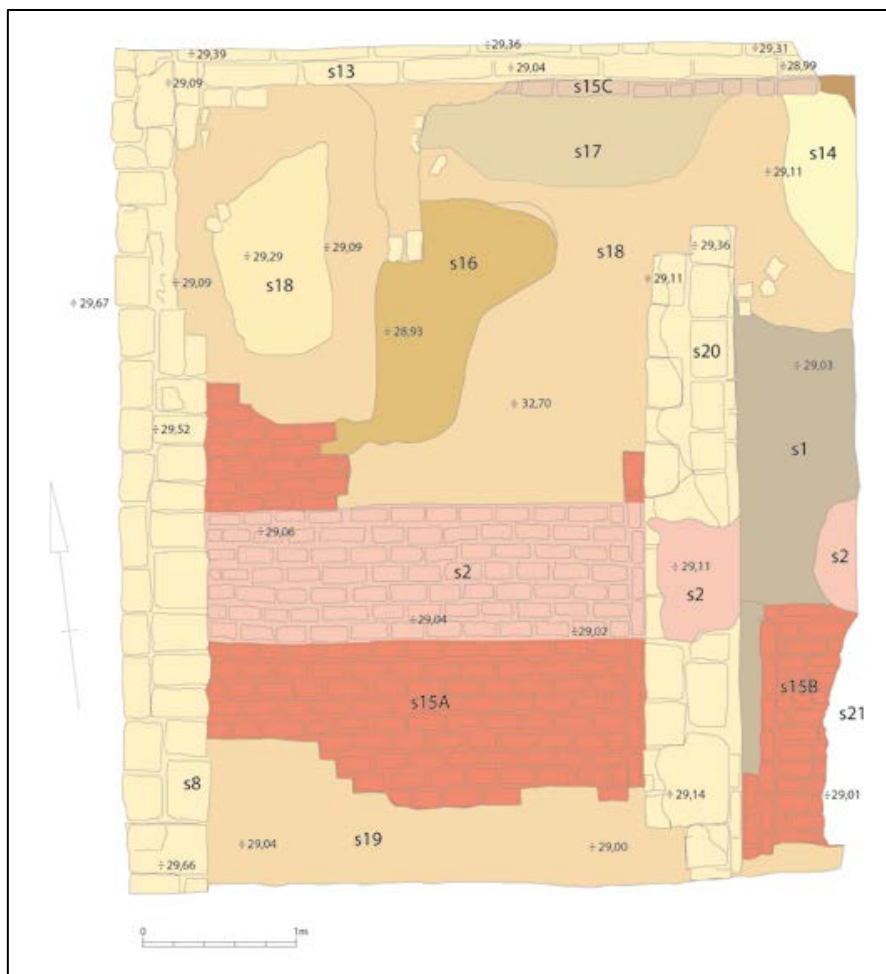 ÷29,39
÷29,36
÷29,31
÷29,09
s13
÷29,04
÷28,99
s15C
s17
÷29,11
s14
÷29,29
÷29,09
s16
s18
÷29,36
÷29,11
÷29,09
s18
÷29,67
÷28,93
s20
÷29,03
÷32,70
÷29,52
s1
÷29,06
s2
÷29,11
s2
s2
÷29,04
÷29,02
s15A
s15B
s21
s8
÷29,14
÷29,01
÷29,04
s19
÷29,00
÷29,66
0
1m